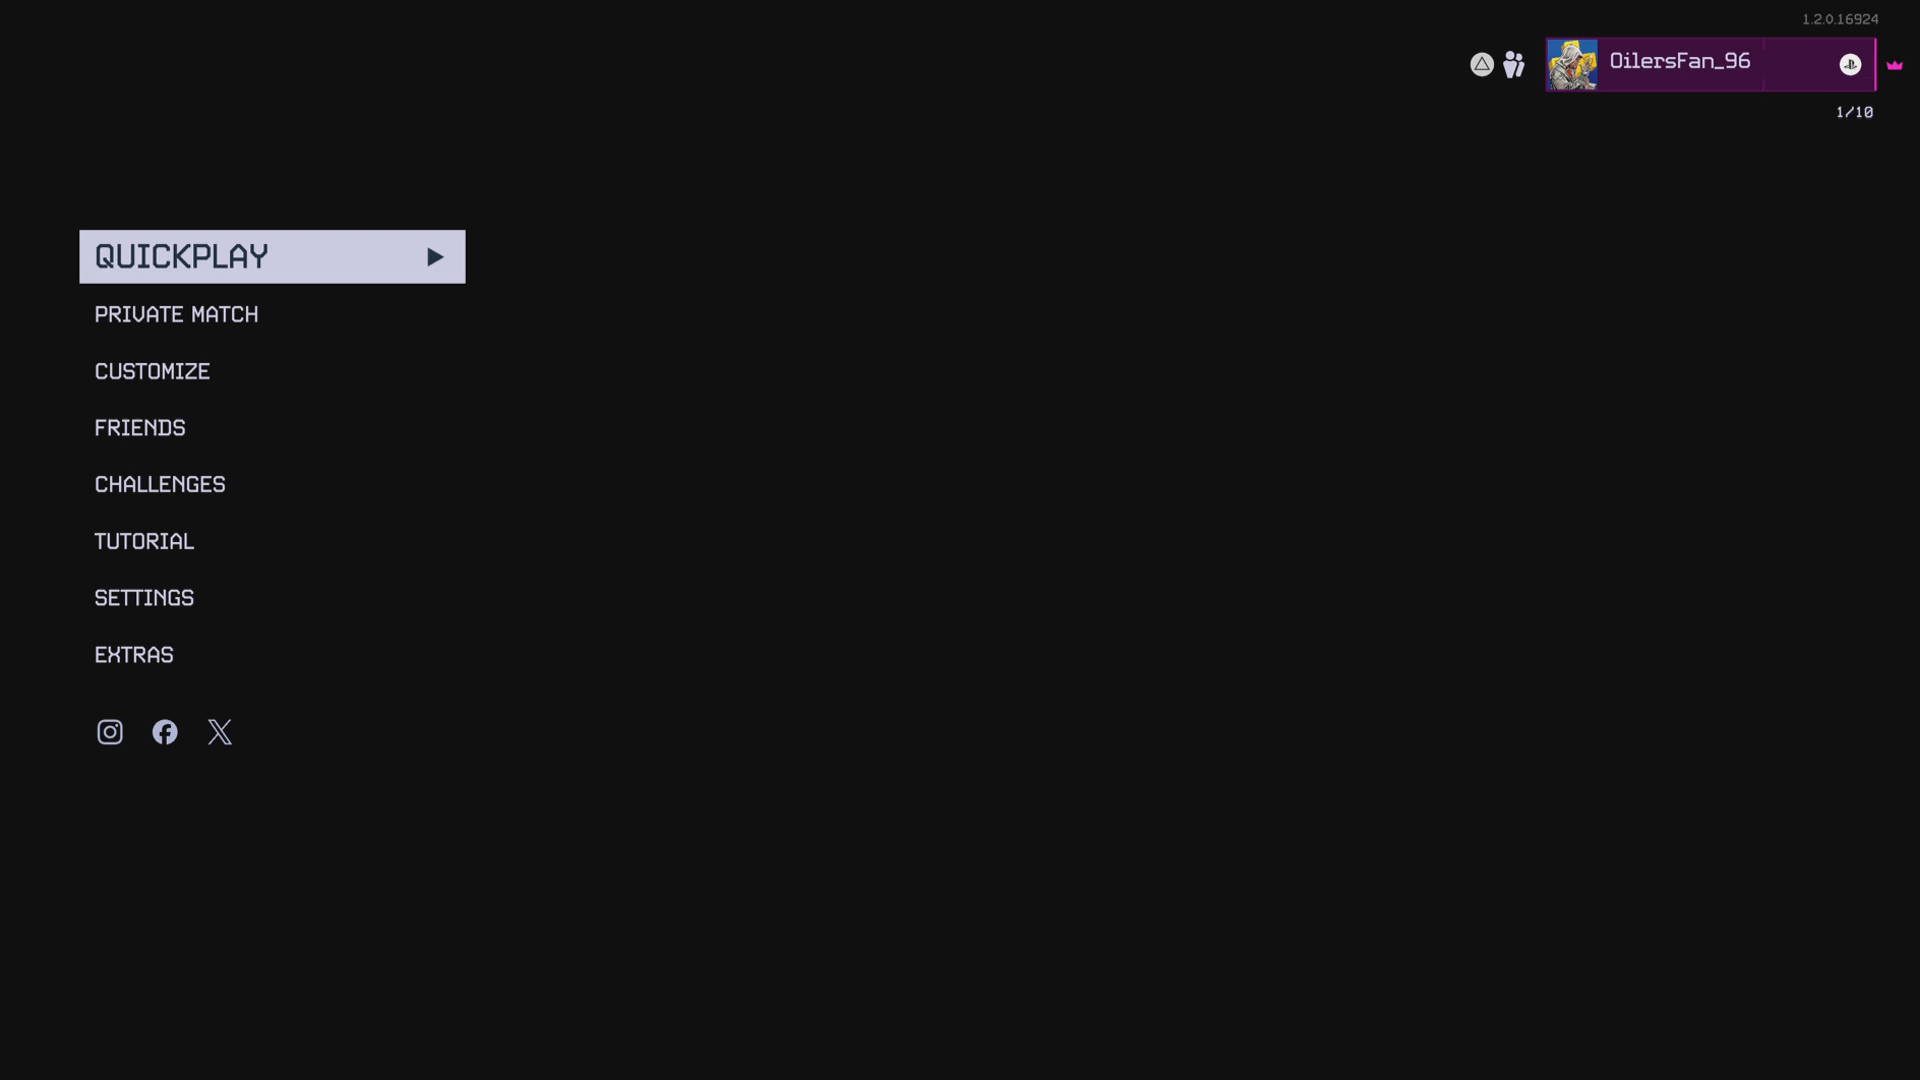 1.2.0.16924
OilersFan_96
1/10
QUICKPLAY
PRIVATE MATCH
CUSTOMIZE
FRIENDS
CHALLENGES
TUTORIAL
SETTINGS
EXTRAS